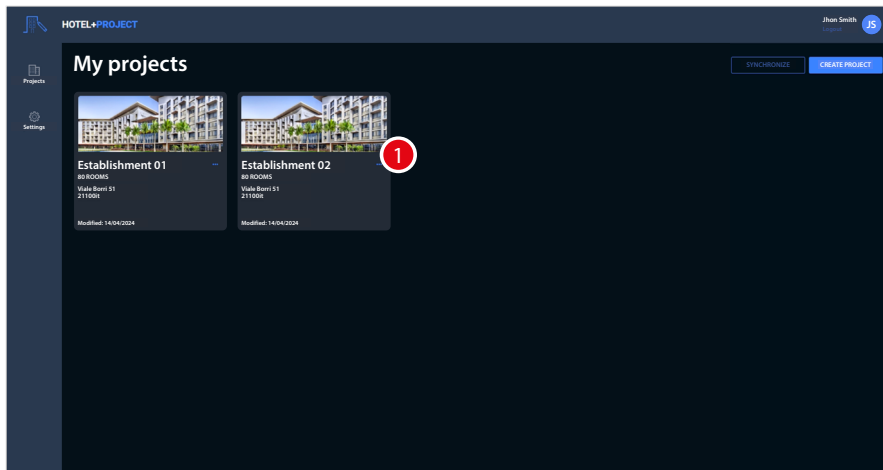 HOTEL+PROJECT
Jhon Smith
Logout
JS
My projects
SYNCHRONIZE
CREATE PROJECT
Projects
Settings
Establishment 01
80 ROOMS
Viale Borri 51
21100it
Modified: 14/04/2024
Establishment 02
80 ROOMS
Viale Borri 51
21100it
Modified: 14/04/2024
1